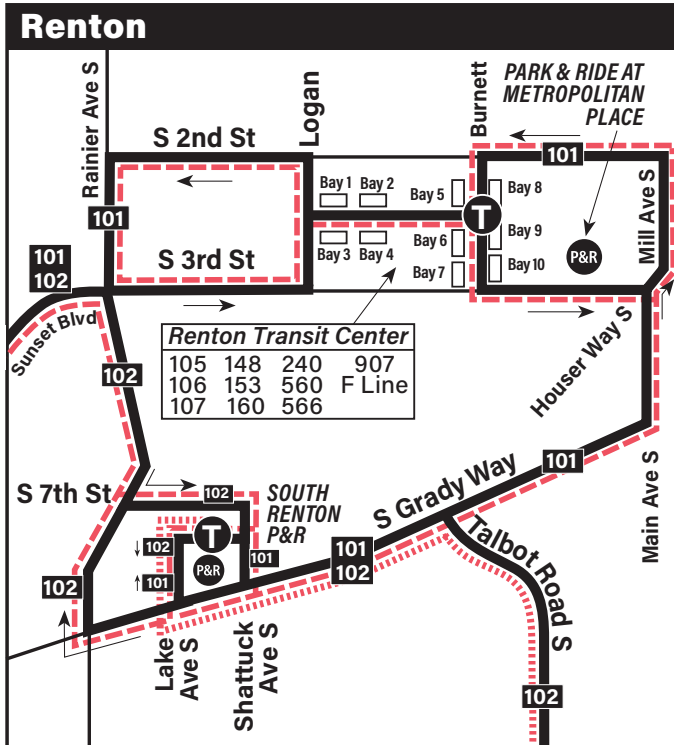 Renton
Rainier Ave S
Logan
Burnett
PARK & RIDE AT
METROPOLITAN
PLACE
S 2nd St
101
Bay 1
Bay 2
Bay 5
Bay 8
Mill Ave S
101
T
Bay 3
Bay 4
Bay 6
Bay 9
S 3rd St
P&R
Bay 7
Bay 10
101
102
Sunset Blvd
Renton Transit Center
105 148 240 907
106 153 560 F Line
107 160 566
Houser Way S
102
S Grady Way
101
Main Ave S
S 7th St
102
SOUTH
RENTON
P&R
T
102
101
P&R
101
101
102
Talbot Road S
102
Lake
Ave S
Shattuck
Ave S
102